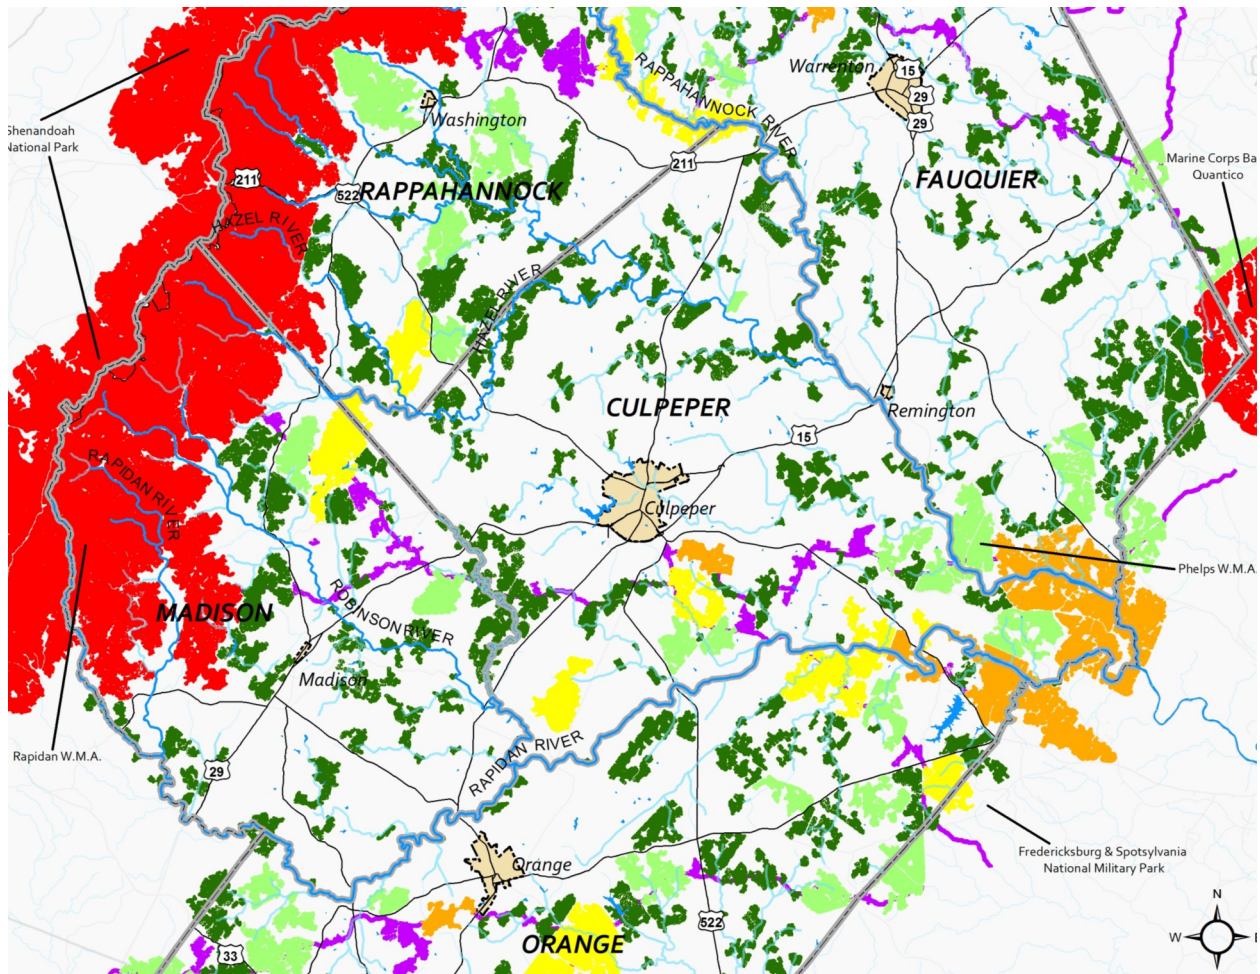 RAPPAHANNOCK RIVER
Warrenton
15
29
29
Washington
Shenandoah
National Park
211
Marine Corps Ba
Quantico
211
522
RAPPAHANNOCK
FAUQUIER
HAZEL RIVER
HAZEL RIVER
CULPEPER
Remington
15
RAPIDAN RIVER
Culpeper
Phelps W.M.A.
MADISON
ROBINSON RIVER
Madison
Rapidan W.M.A.
29
RAPIDAN RIVER
Fredericksburg & Spotsylvania
National Military Park
Orange
522
N
W
E
S
33
ORANGE